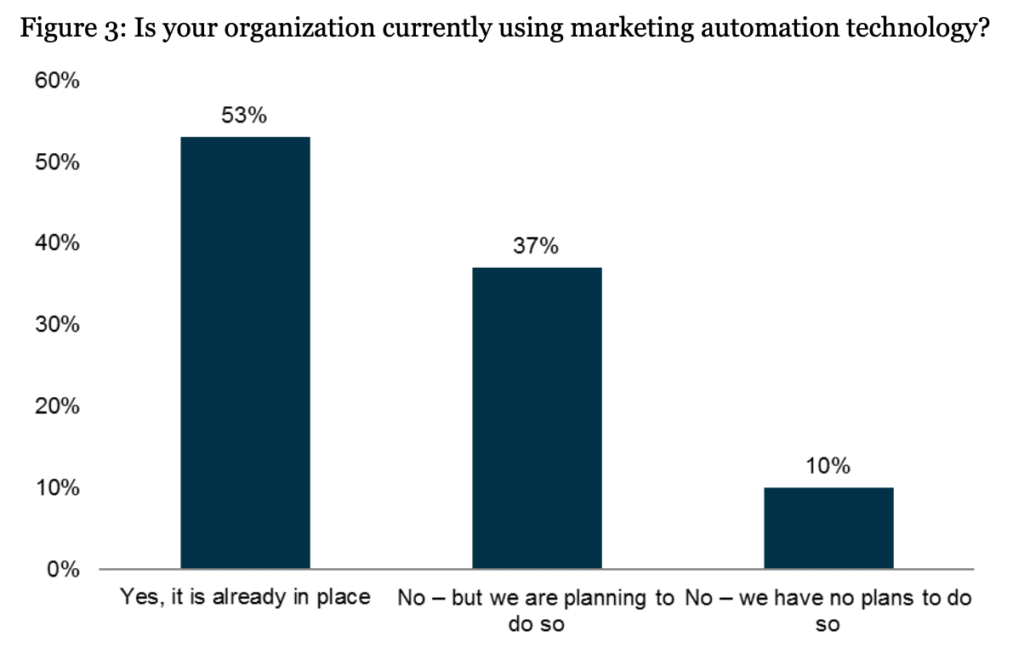 Figure 3: Is your organization currently using marketing automation technology?
60%
50%
40%
30%
20%
10%
0%
53%
37%
10%
Yes, it is already in place
No – but we are planning to
do so
No – we have no plans to do
so